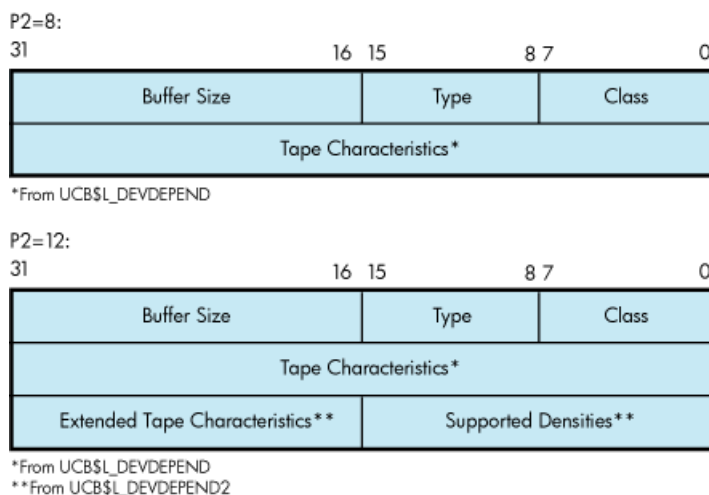 P2=8:
31 16 15 8 7 0
Buffer Size Type Class
Tape Characteristics*
*From UCB$L_DEVDEPEND
P2=12:
31 16 15 8 7 0
Buffer Size Type Class
Tape Characteristics*
Extended Tape Characteristics** Supported Densities**
*From UCB$L_DEVDEPEND
**From UCB$L_DEVDEPEND2